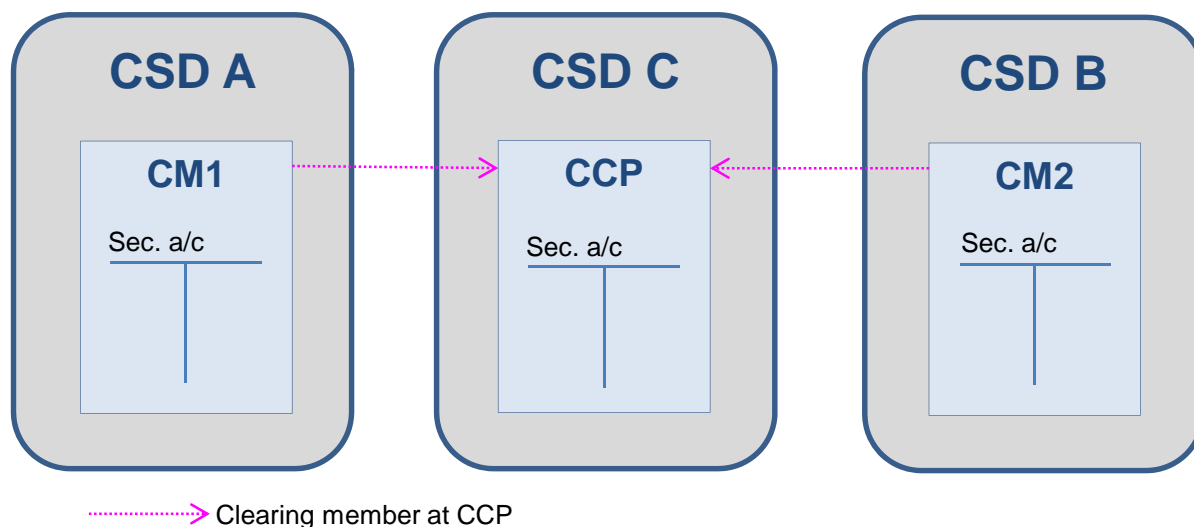 CSD A
CSD C
CSD B
CM1
CCP
CM2
Sec. a/c
Sec. a/c
Sec. a/c
Clearing member at CCP